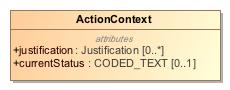 ActionContext
attributes
+justification : Justification [0..*]
+currentStatus : CODED_TEXT [0..1]